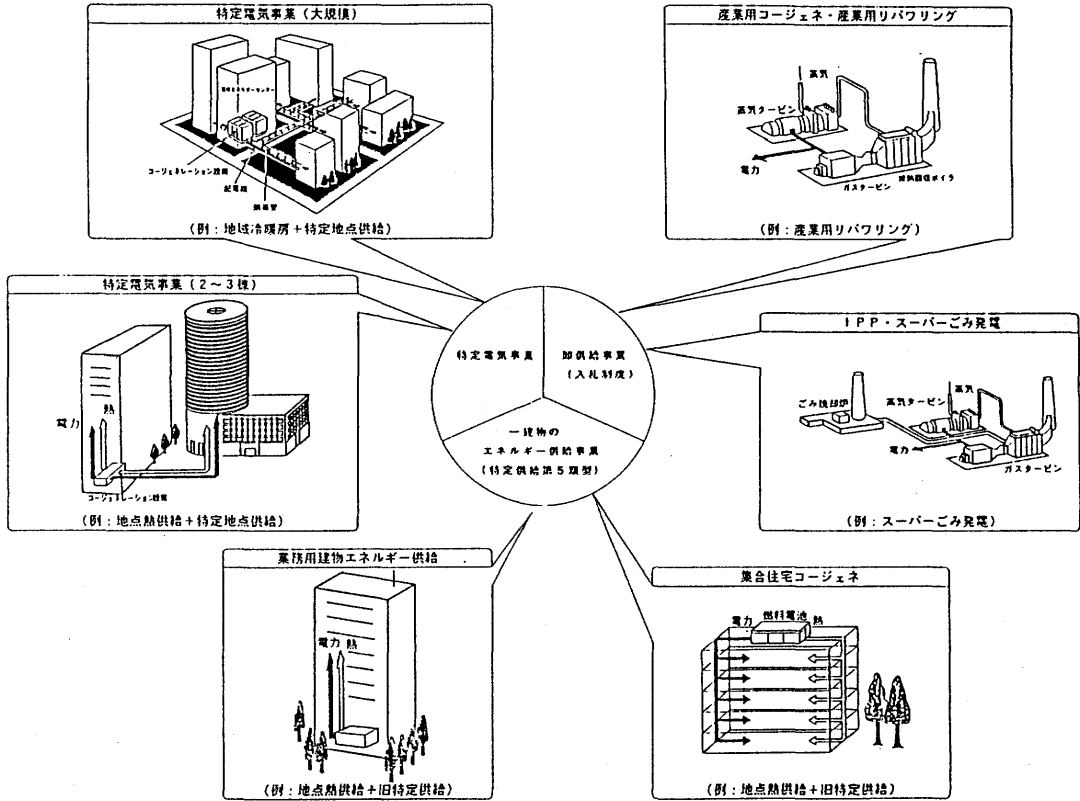 特定電気事業(大規模)
コージェネレーション設備
配電線
(例:地域冷暖房+特定地点供給)
産業用コージェネ・産業用リパワリング
蒸気
蒸気タービン
電力
ガスタービン
排熱回収ボイラ
(例:産業用リパワリング)
特定電気事業(2~3棟)
熱
電力
コージェネレーション設備
(例:地点熱供給+特定地点供給)
特定電気事業
卸供給事業
(入札制度)
一建物の
エネルギー供給事業
(特定供給第5類型)
IPP・スーパーごみ発電
蒸気
ごみ焼却炉
蒸気タービン
電力
ガスタービン
(例:スーパーごみ発電)
業務用建物エネルギー供給
電力 熱
(例:地点熱供給+旧特定供給)
集合住宅コージェネ
電力 燃料電池 熱
(例:地点熱供給+旧特定供給)